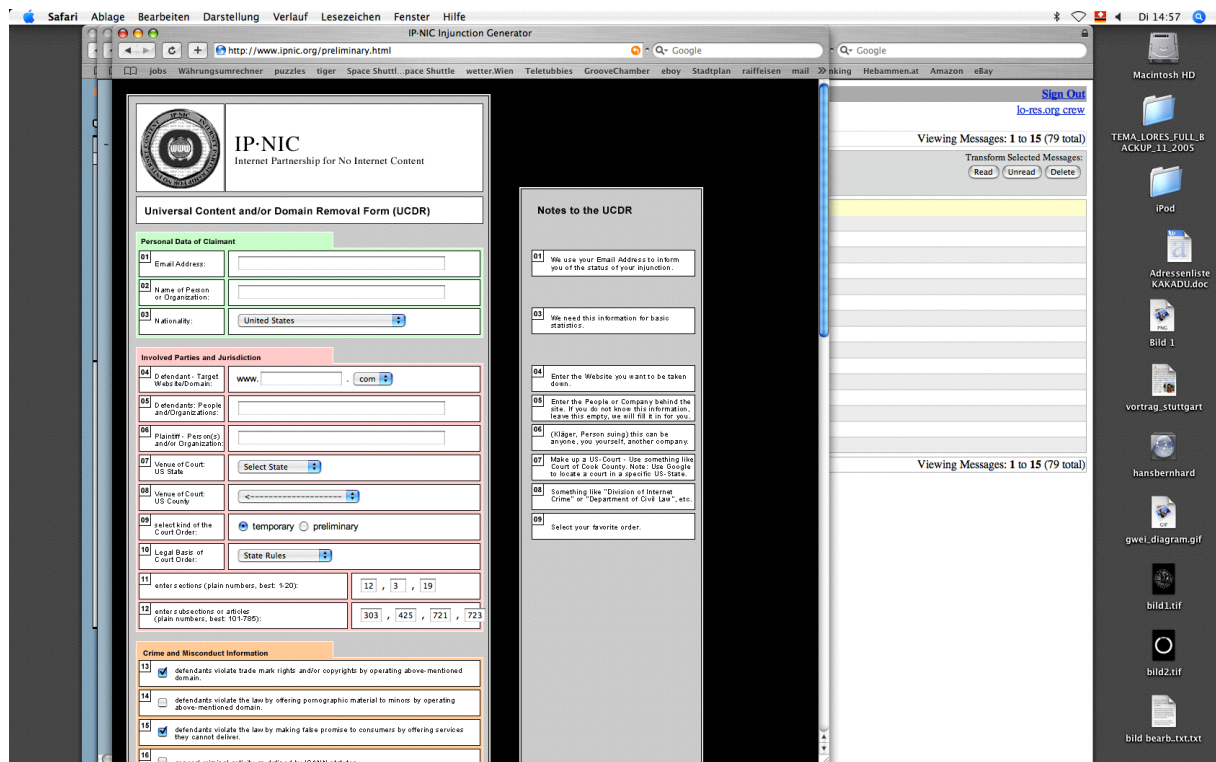 Safari Ablage Bearbeiten Darstellung Verlauf Lesezeichen Fenster Hilfe
Di 14:57
IP-NIC Injunction Generator
http://www.ipnic.org/preliminary.html
Google
Google
jobs Währungsumrechner puzzles tiger Space Shuttl...pace Shuttle wetter.Wien Teletubbies GrooveChamber eboy Stadtplan raiffeisen mail
nking Hebammen.at Amazon eBay
IP·NIC
Internet Partnership for No Internet Content
Universal Content and/or Domain Removal Form (UCDR)
Personal Data of Claimant
01 Email Address:
02 Name of Person
or Organization:
03 Nationality: United States
Involved Parties and Jurisdiction
04 Defendant - Target
Website/Domain: www. . com
05 Defendants: People
and/Organizations:
06 Plaintiff - Person(s)
and/or Organization:
07 Venue of Court:
US State Select State
08 Venue of Court:
US County <---------------------
09 select kind of the
Court Order: temporary preliminary
10 Legal Basis of
Court Order: State Rules
11 enter sections (plain numbers, best: 1-20): 12 , 3 , 19
12 enter subsections or articles
(plain numbers, best: 101-785): 303 , 425 , 721 , 723
Crime and Misconduct Information
13 defendants violate trade mark rights and/or copyrights by operating above-mentioned
domain.
14 defendants violate the law by offering pornographic material to minors by operating
above-mentioned domain.
15 defendants violate the law by making false promise to consumers by offering services
they cannot deliver.
16
Notes to the UCDR
01 We use your Email Address to inform
you of the status of your injunction.
03 We need this information for basic
statistics.
04 Enter the Website you want to be taken
down.
05 Enter the People or Company behind the
site. If you do not know this information,
leave this empty, we will fill it in for you.
06 (Kläger, Person suing) this can be
anyone, you yourself, another company.
07 Make up a US-Court - Use something like
Court of Cook County. Note: Use Google
to locate a court in a specific US-State.
08 Something like "Division of Internet
Crime" or "Department of Civil Law", etc.
09 Select your favorite order.
Sign Out
lo-res.org crew
Viewing Messages: 1 to 15 (79 total)
Transform Selected Messages:
Read Unread Delete
Viewing Messages: 1 to 15 (79 total)
Macintosh HD
TEMA_LORES_FULL_B
ACKUP_11_2005
iPod
Adressenliste
KAKADU.doc
Bild 1
vortrag_stuttgart
hansbernhard
gwei_diagram.gif
bild1.tif
bild2.tif
bild bearb..txt.txt